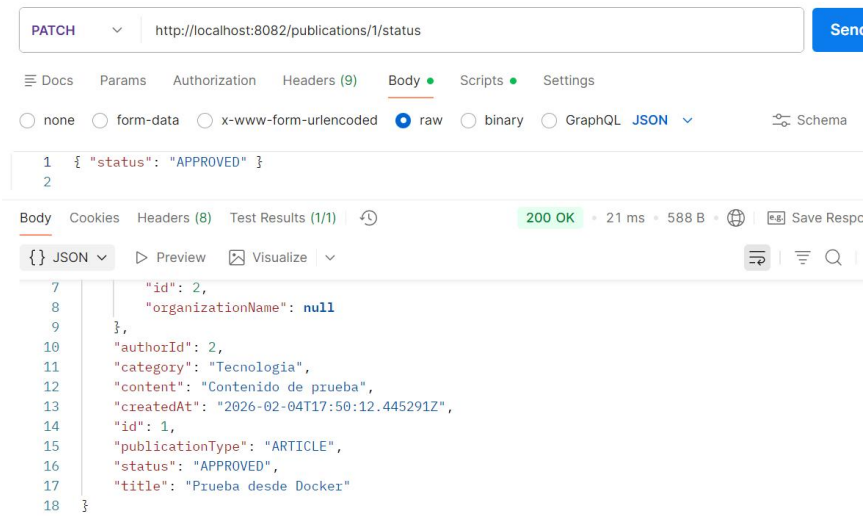 PATCH http://localhost:8082/publications/1/status Send
Docs Params Authorization Headers (9) Body Scripts Settings
none form-data x-www-form-urlencoded raw binary GraphQL JSON Schema
1 { "status": "APPROVED" }
2
Body Cookies Headers (8) Test Results (1/1) 200 OK 21 ms 588 B e.g. Save Respo
{} JSON Preview Visualize
7 "id": 2,
8 "organizationName": null
9 },
10 "authorId": 2,
11 "category": "Tecnologia",
12 "content": "Contenido de prueba",
13 "createdAt": "2026-02-04T17:50:12.445291Z",
14 "id": 1,
15 "publicationType": "ARTICLE",
16 "status": "APPROVED",
17 "title": "Prueba desde Docker"
18 }